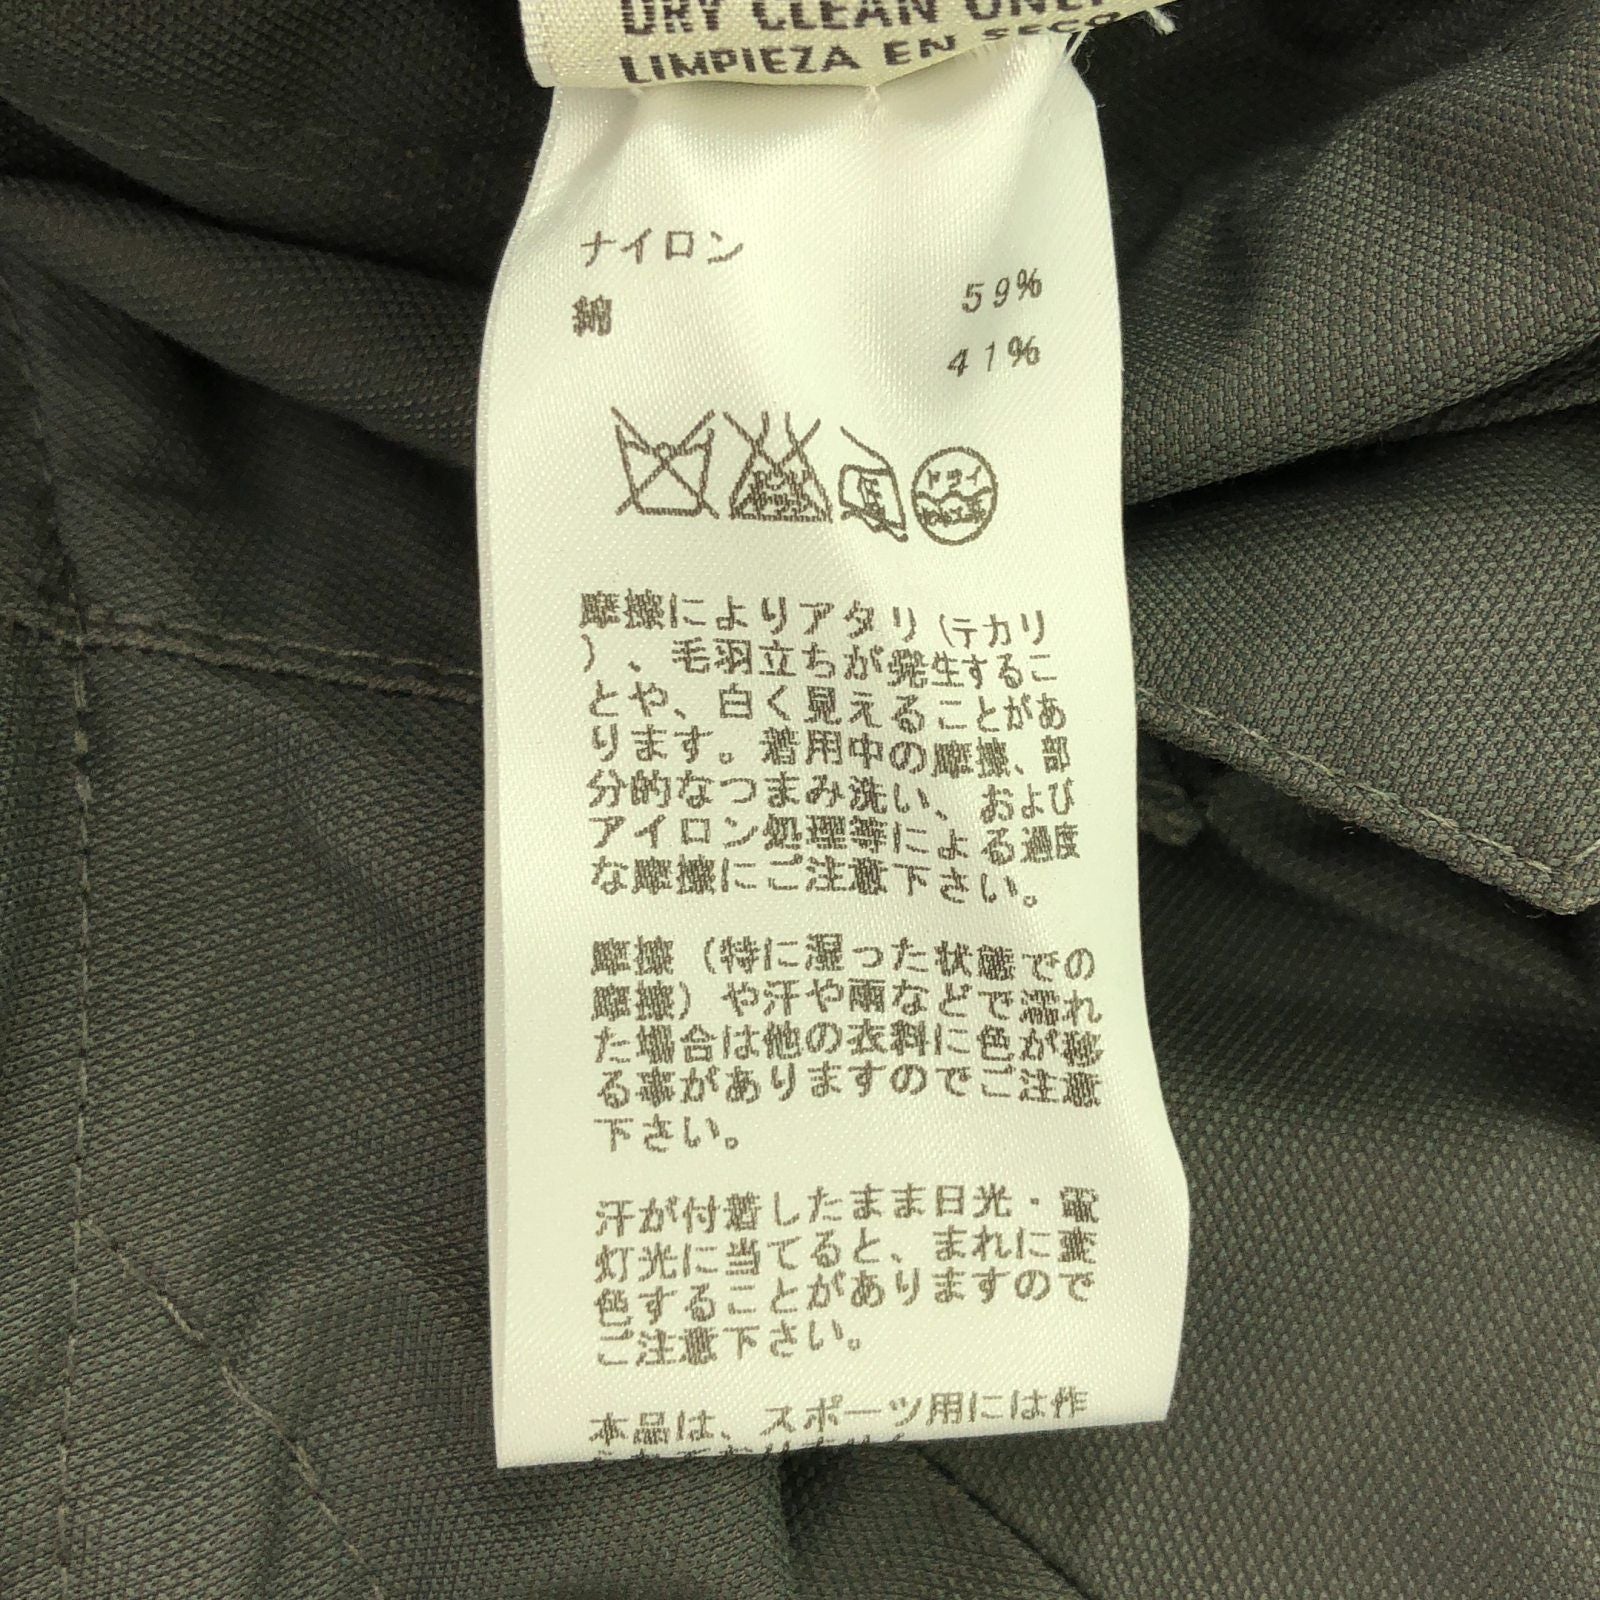 DRY CLEAN ONLY
LIMPIEZA EN SECO
ナイロン
59%
綿
41%
ドライ
摩擦によりアタリ(テカリ
)、毛羽立ちが発生するこ
とや、白く見えることがあ
ります。着用中の摩擦、部
分的なつまみ洗い、および
アイロン処理等による過度
な摩擦にご注意下さい。
摩擦(特に湿った状態での
摩擦)や汗や雨などで濡れ
た場合は他の衣料に色が移
る事がありますのでご注意
下さい。
汗が付着したまま日光・電
灯光に当てると、まれに変
色することがありますので
ご注意下さい。
本品は、スポーツ用には作